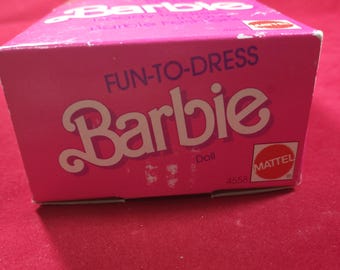 Barbie
FUN-TO-DRESS
Barbie
Doll
MATTEL
4558